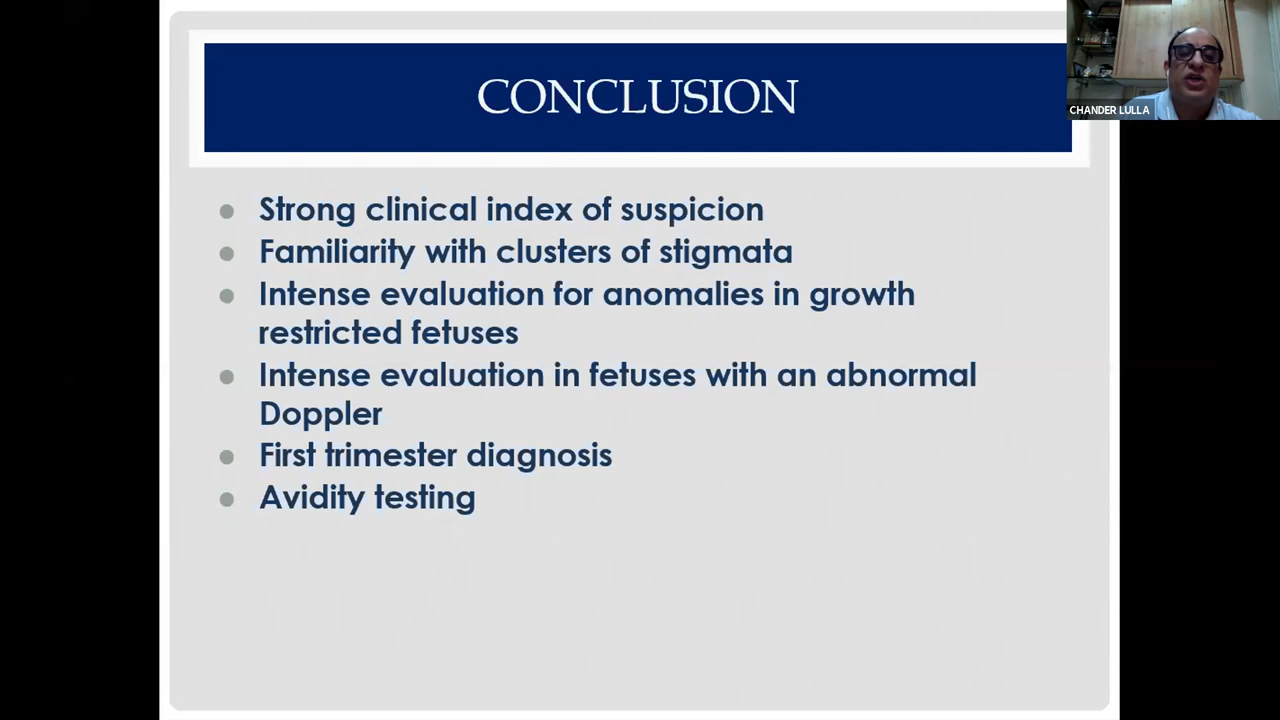 CONCLUSION
CHANDER LULLA
Strong clinical index of suspicion
Familiarity with clusters of stigmata
Intense evaluation for anomalies in growth
restricted fetuses
Intense evaluation in fetuses with an abnormal
Doppler
First trimester diagnosis
Avidity testing